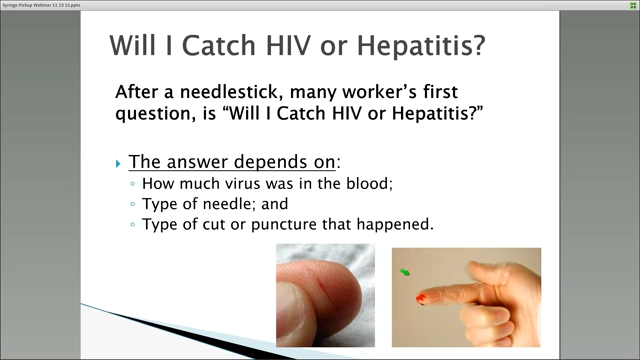 Syringe Pickup Webinar 11 23 15.pptx
Will I Catch HIV or Hepatitis?
After a needlestick, many worker's first
question, is "Will I Catch HIV or Hepatitis?"
The answer depends on:
How much virus was in the blood;
Type of needle; and
Type of cut or puncture that happened.